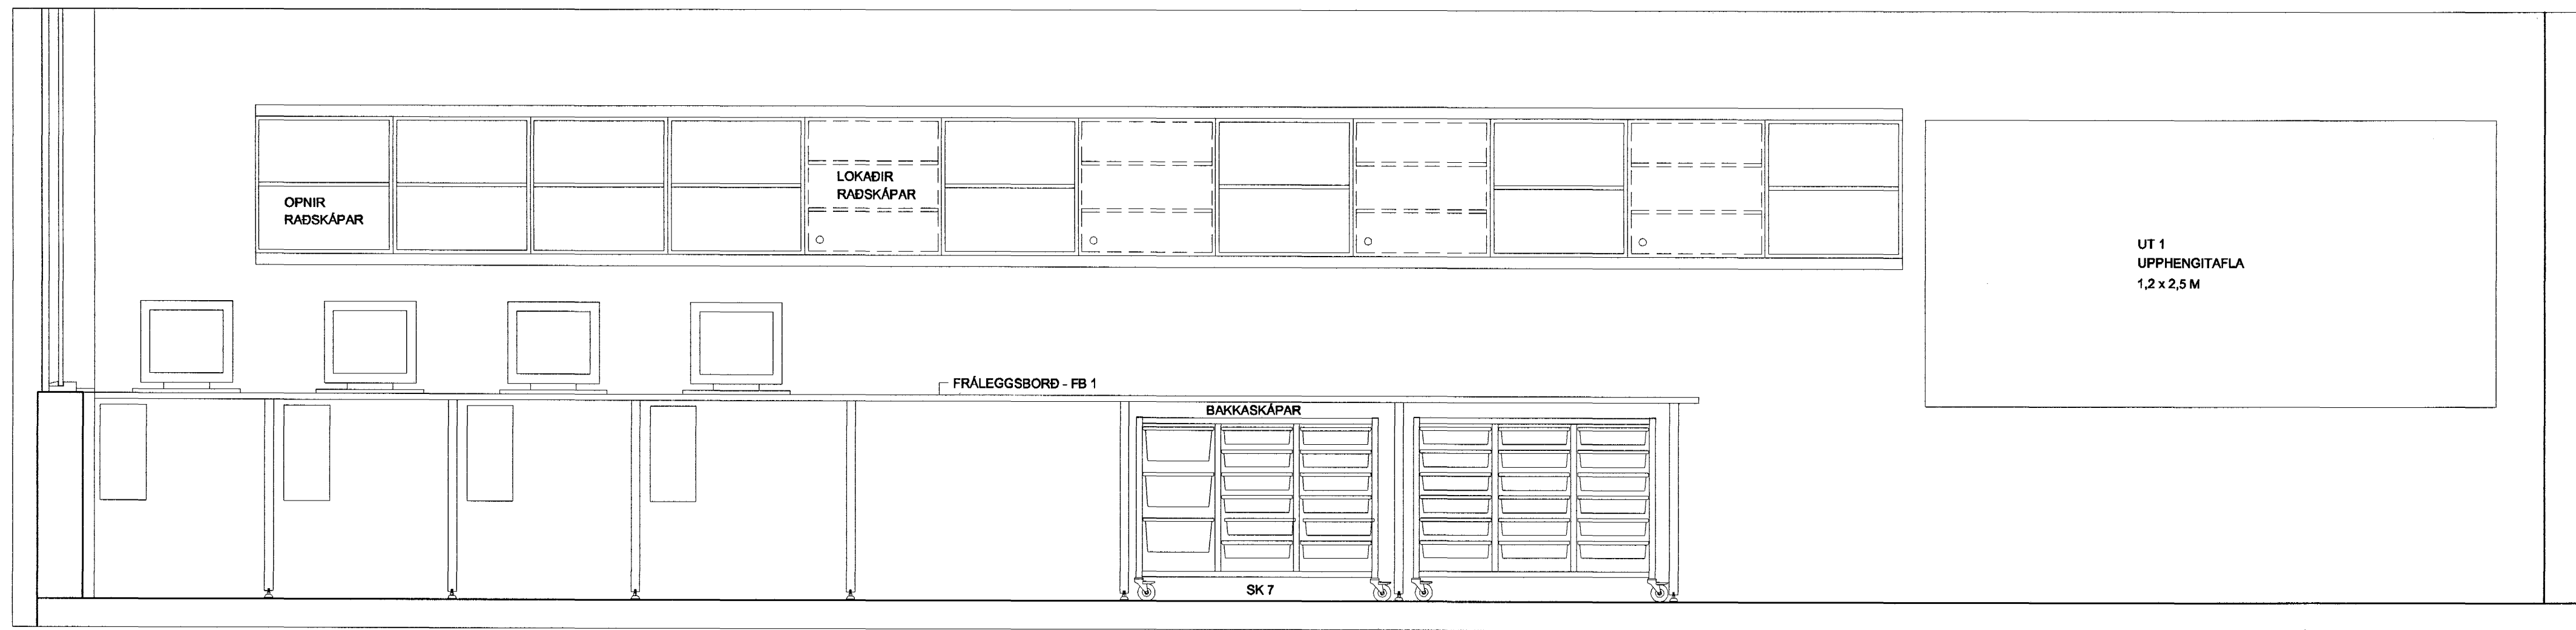 OPNIR
RAÐSKÁPAR
LOKAÐIR
RAÐSKÁPAR
UT 1
UPPHENGITAFLA
1,2 x 2,5 M
FRÁLEGGSBORÐ - FB 1
BAKKASKÁPAR
SK 7